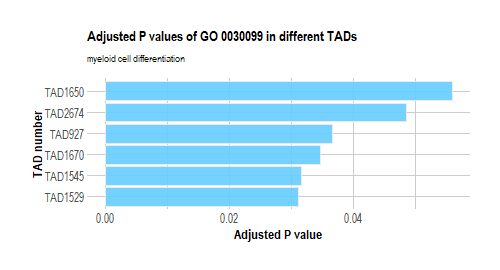 Adjusted P values of GO 0030099 in different TADs
myeloid cell differentiation
TAD number
TAD1650
TAD2674
TAD927
TAD1670
TAD1545
TAD1529
0.00 0.02 0.04
Adjusted P value